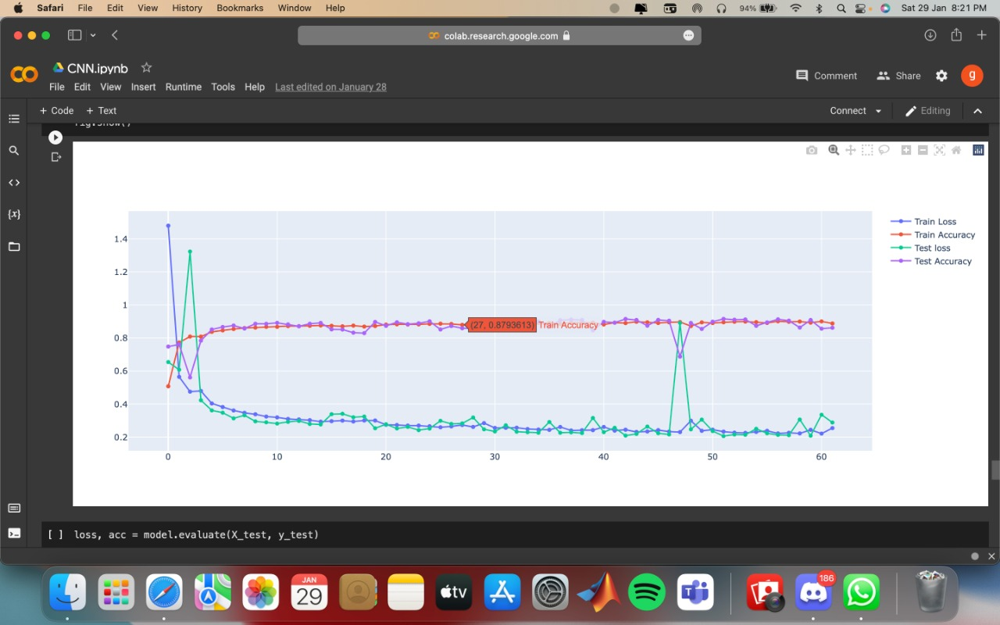 Safari File Edit View History Bookmarks Window Help 94% Sat 29 Jan 8:21 PM
colab.research.google.com
CNN.ipynb
File Edit View Insert Runtime Tools Help Last edited on January 28
Comment Share g
+ Code + Text Connect Editing
fig.show()
{x}
1.4
1.2
1
0.8
0.6
0.4
0.2
0 10 20 30 40 50 60
(27, 0.8793613) Train Accuracy
Train Loss
Train Accuracy
Test loss
Test Accuracy
[ ] loss, acc = model.evaluate(X_test, y_test)
JAN
29
tv
186